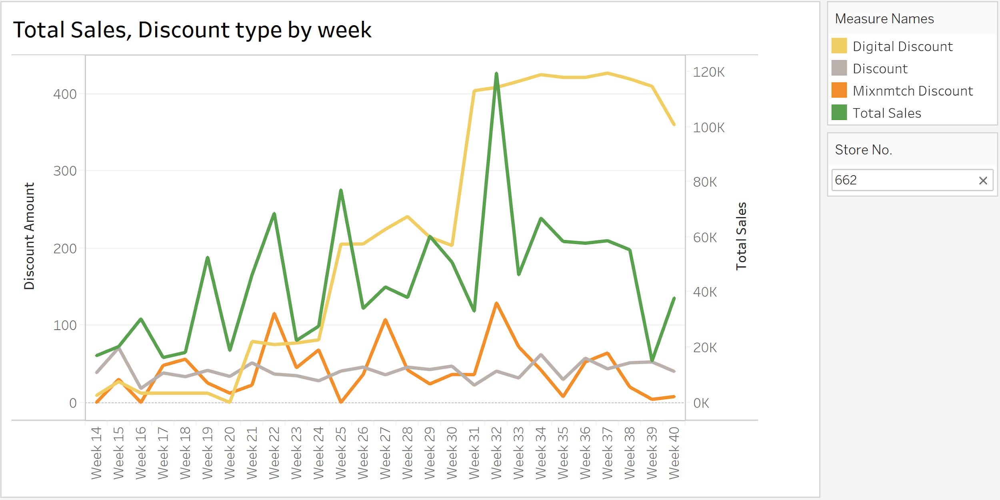 Total Sales, Discount type by week
Discount Amount
400
300
200
100
0
120K
100K
80K
60K
40K
20K
0K
Total Sales
Week 14
Week 15
Week 16
Week 17
Week 18
Week 19
Week 20
Week 21
Week 22
Week 23
Week 24
Week 25
Week 26
Week 27
Week 28
Week 29
Week 30
Week 31
Week 32
Week 33
Week 34
Week 35
Week 36
Week 37
Week 38
Week 39
Week 40
Measure Names
Digital Discount
Discount
Mixnmtch Discount
Total Sales
Store No.
662